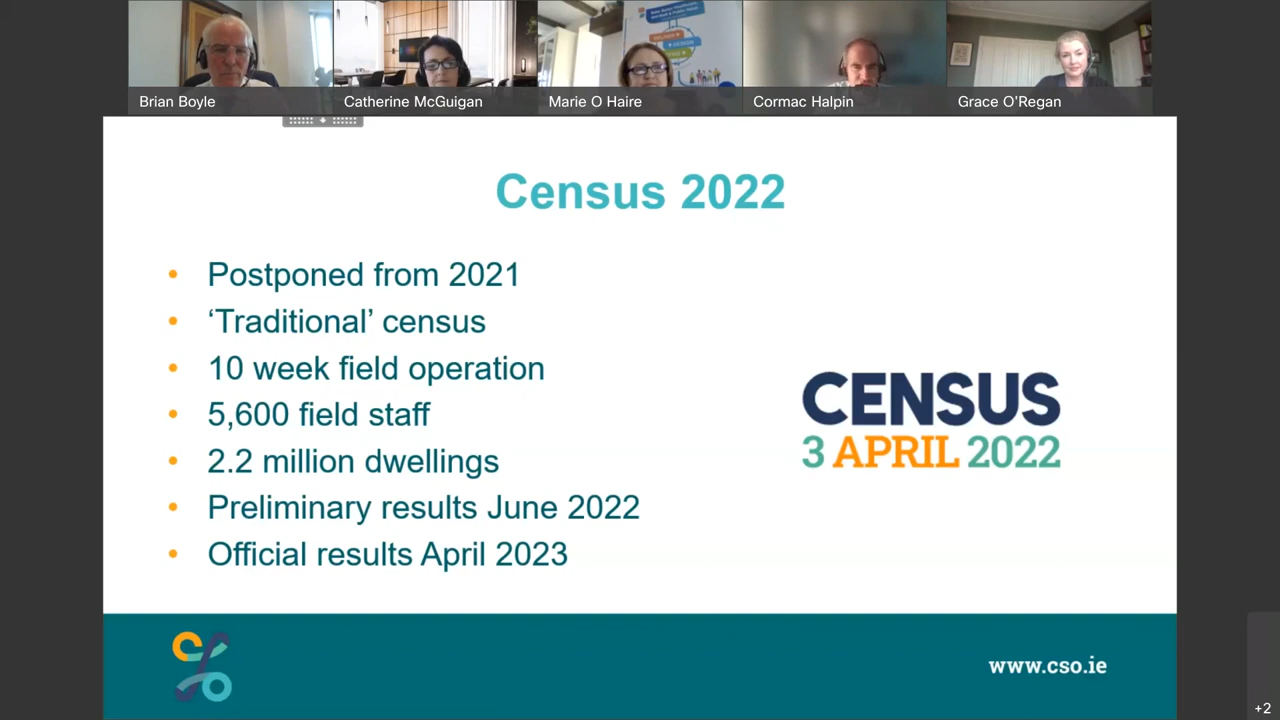 Brian Boyle
Catherine McGuigan
Marie O Haire
Cormac Halpin
Grace O'Regan
Census 2022
• Postponed from 2021
• ‘Traditional’ census
• 10 week field operation
• 5,600 field staff
• 2.2 million dwellings
• Preliminary results June 2022
• Official results April 2023
CENSUS
3 APRIL 2022
www.cso.ie
+2